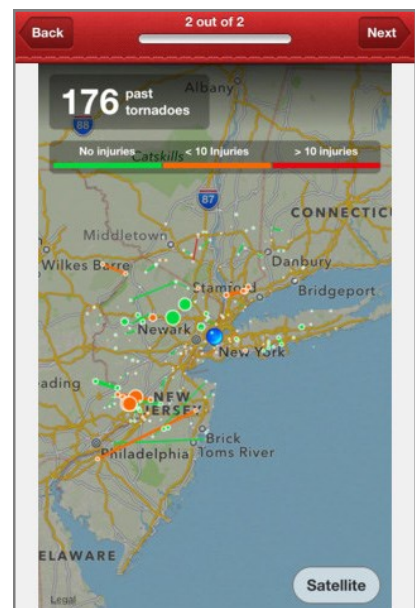 Back
2 out of 2
Next
176 past
tornadoes
Albany
88
No injuries
< 10 Injuries
> 10 injuries
Catskills
87
CONNECTICU
Middletown
Wilkes Barre
Danbury
Stamford
Bridgeport
Newark
New York
ading
NEW
JERSEY
Brick
Philadelphia
Toms River
ELAWARE
Satellite
Legal